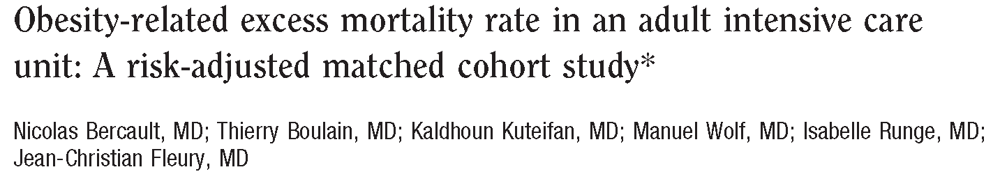 Obesity-related excess mortality rate in an adult intensive care
unit: A risk-adjusted matched cohort study*
Nicolas Bercault, MD; Thierry Boulain, MD; Kaldhoun Kuteifan, MD; Manuel Wolf, MD; Isabelle Runge, MD;
Jean-Christian Fleury, MD